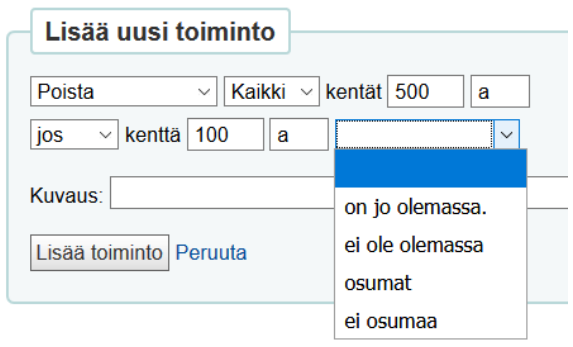 Lisää uusi toiminto
Poista Kaikki kentät 500 a
jos kenttä 100 a
Kuvaus:
on jo olemassa.
ei ole olemassa
osumat
ei osumaa
Lisää toiminto Peruuta